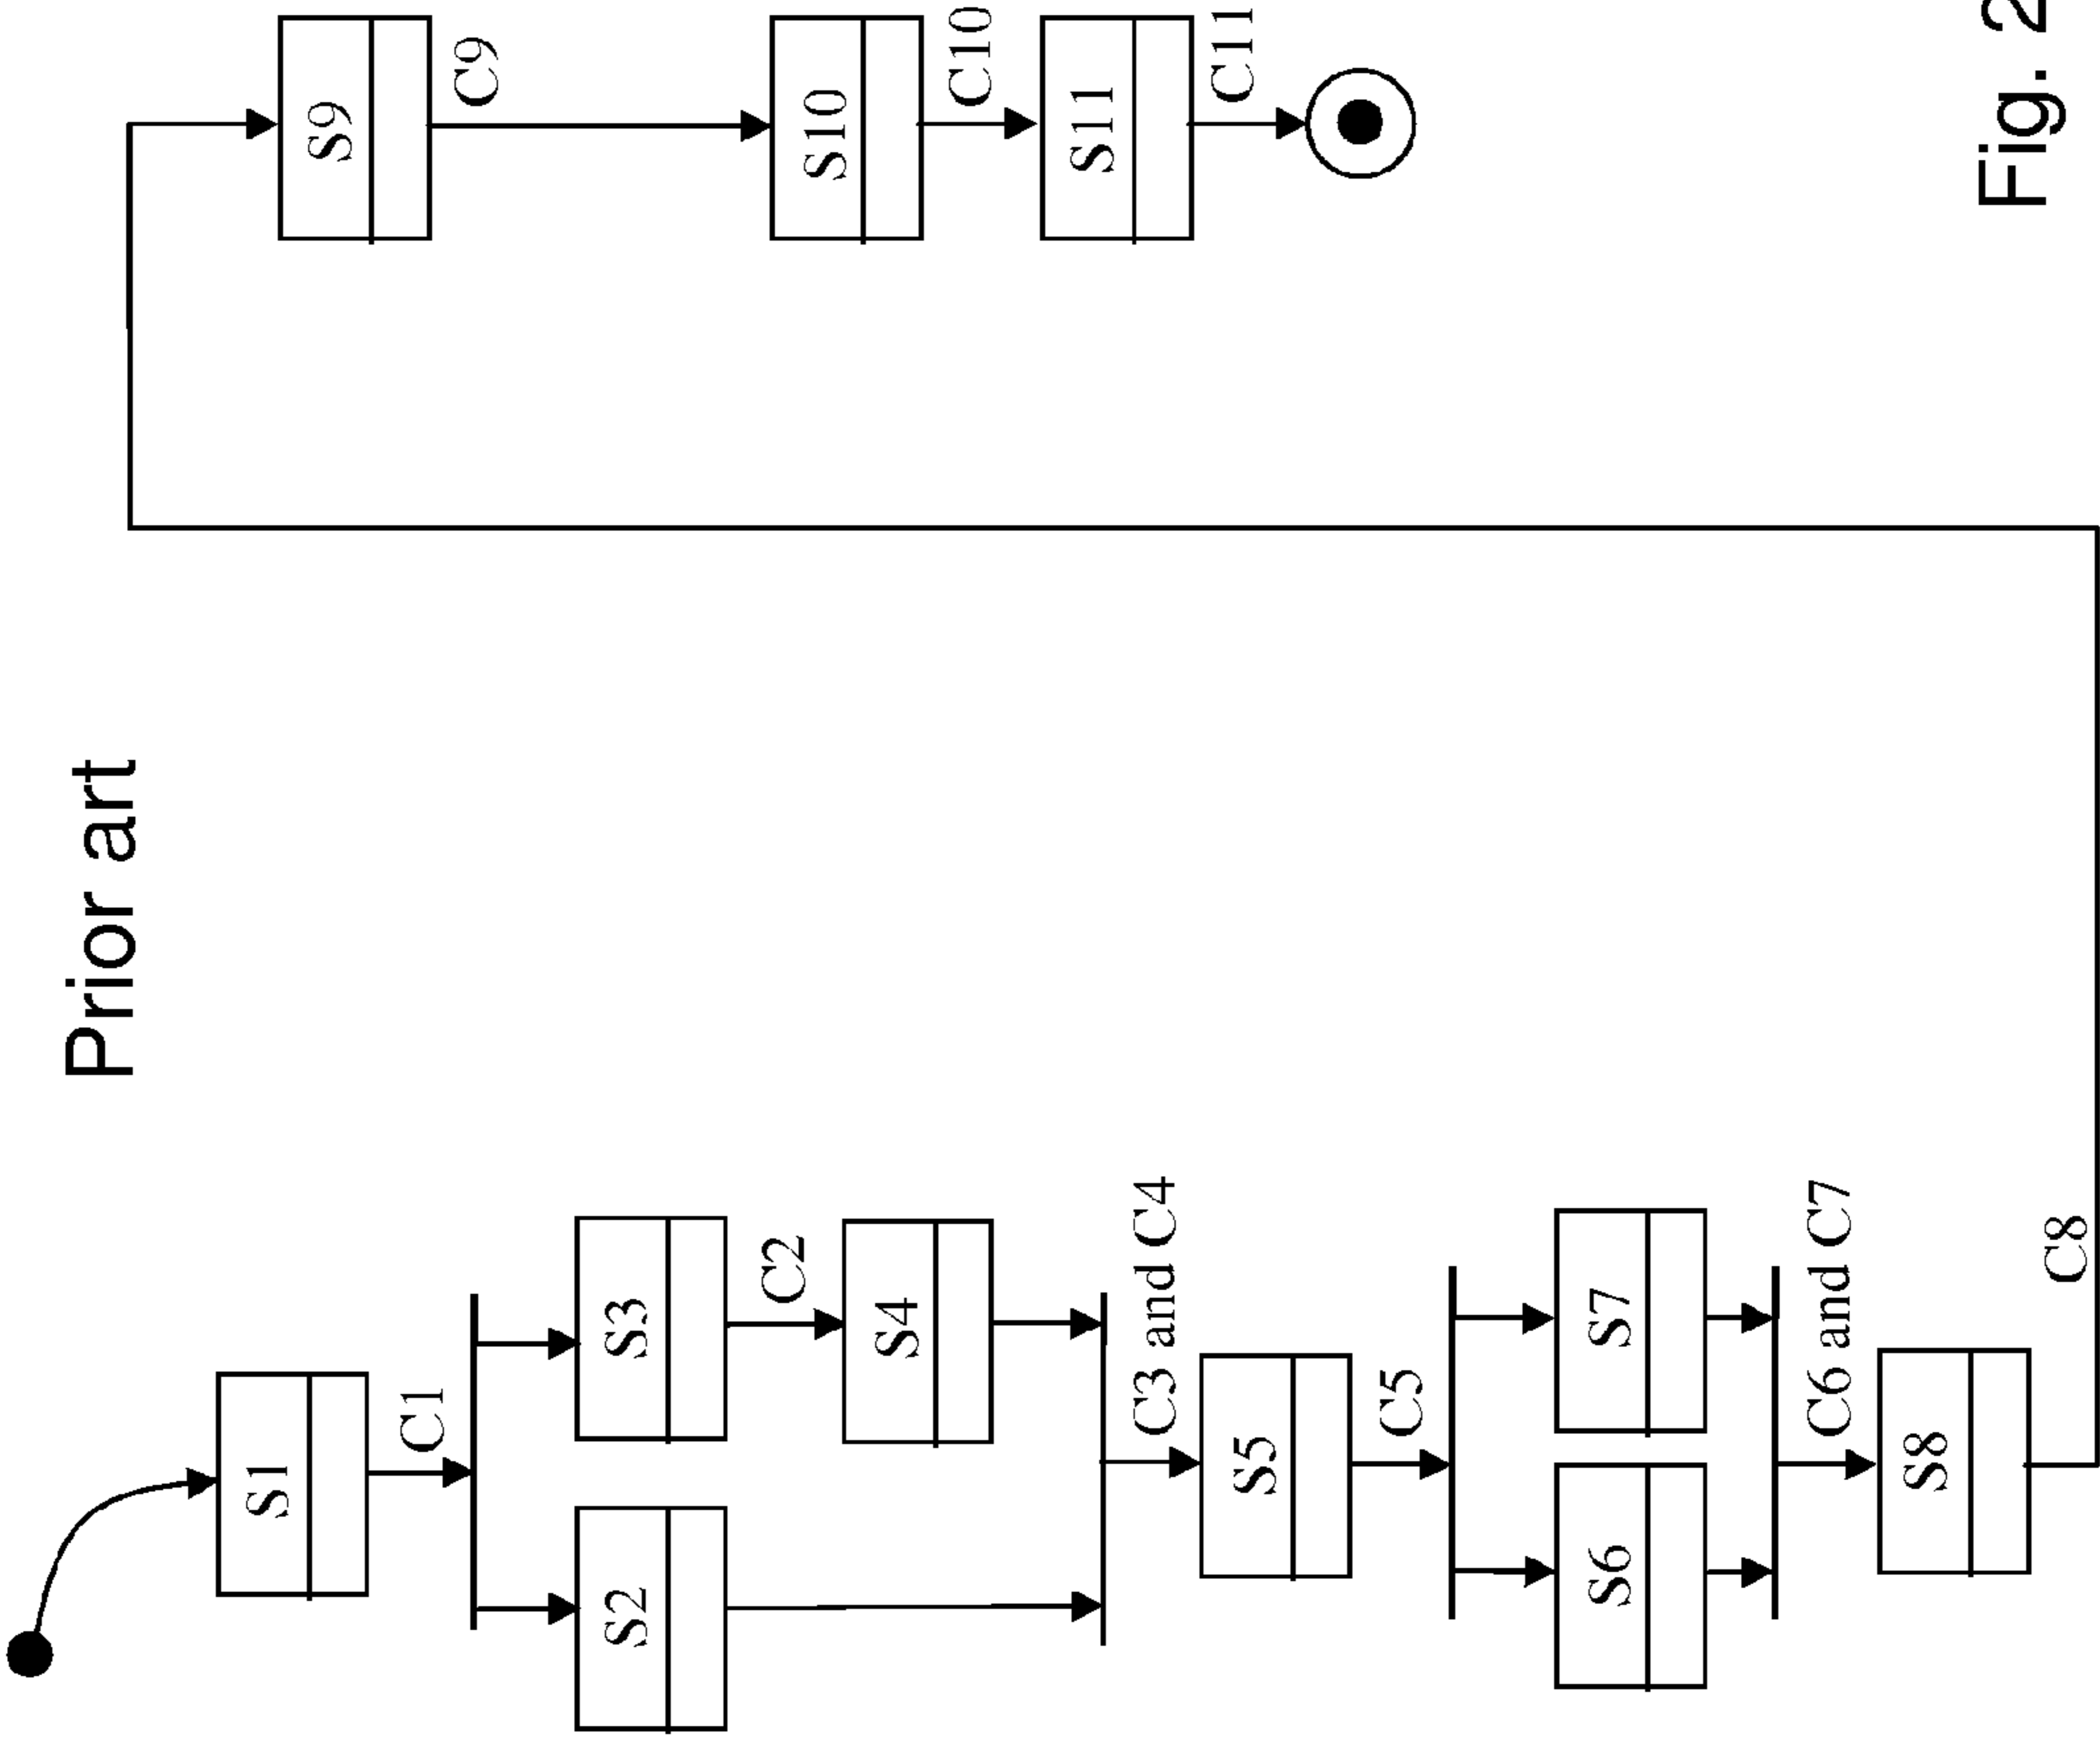 Prior art
S1
C1
S2
S3
C2
S4
C3 and C4
S5
C5
S6
S7
C6 and C7
S8
C8
S9
C9
S10
C10
S11
C11
Fig. 2